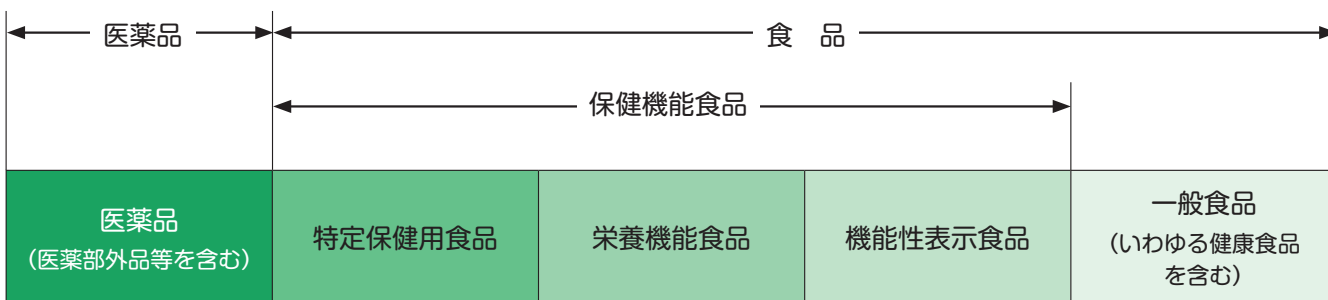 医薬品
食　品
保健機能食品
医薬品
（医薬部外品等を含む）
特定保健用食品
栄養機能食品
機能性表示食品
一般食品
（いわゆる健康食品
を含む）